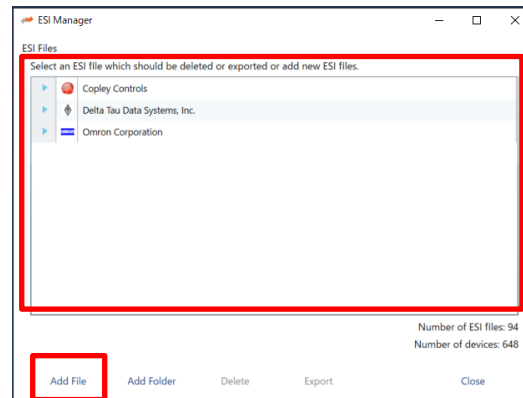 ESI Manager
ESI Files
Select an ESI file which should be deleted or exported or add new ESI files.
Copley Controls
Delta Tau Data Systems, Inc.
OMRON Omron Corporation
Number of ESI files: 94
Number of devices: 648
Add File Add Folder Delete Export Close